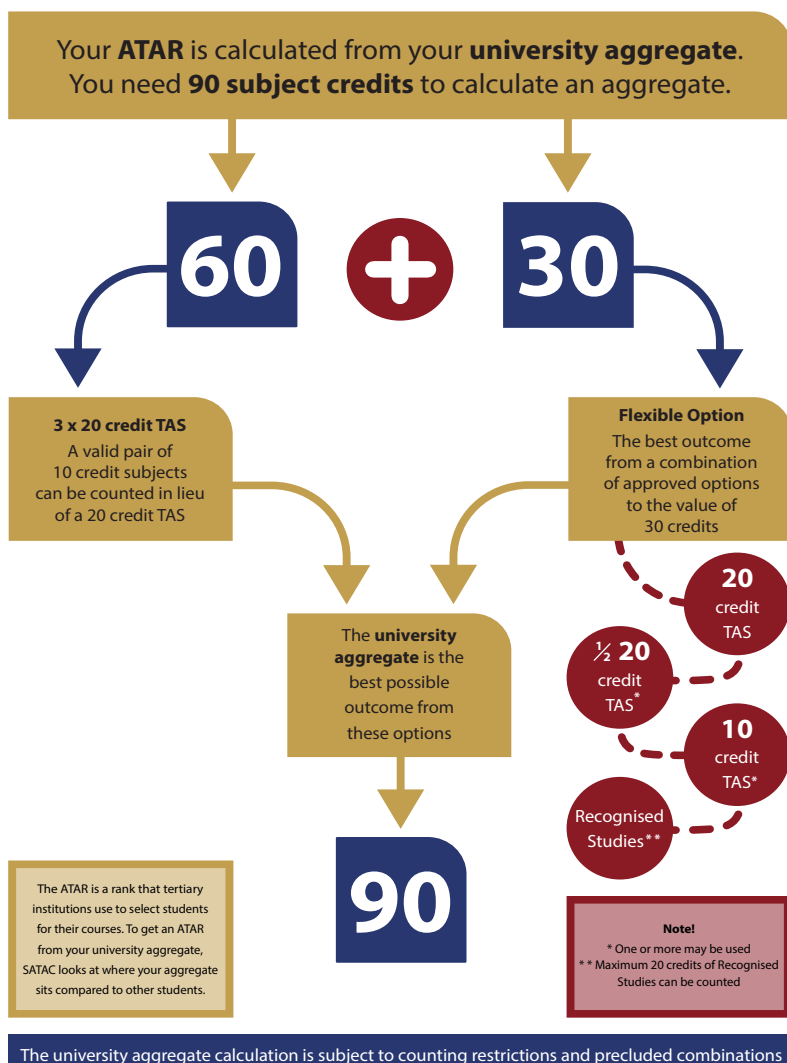 Your ATAR is calculated from your university aggregate.
You need 90 subject credits to calculate an aggregate.
60
30
3 x 20 credit TAS
A valid pair of
10 credit subjects
can be counted in lieu
of a 20 credit TAS
Flexible Option
The best outcome
from a combination
of approved options
to the value of
30 credits
20
credit
TAS
½ 20
credit
TAS*
10
credit
TAS*
Recognised
Studies**
The university
aggregate is the
best possible
outcome from
these options
90
The ATAR is a rank that tertiary
institutions use to select students
for their courses. To get an ATAR
from your university aggregate,
SATAC looks at where your aggregate
sits compared to other students.
Note!
* One or more may be used
** Maximum 20 credits of Recognised
Studies can be counted
The university aggregate calculation is subject to counting restrictions and precluded combinations